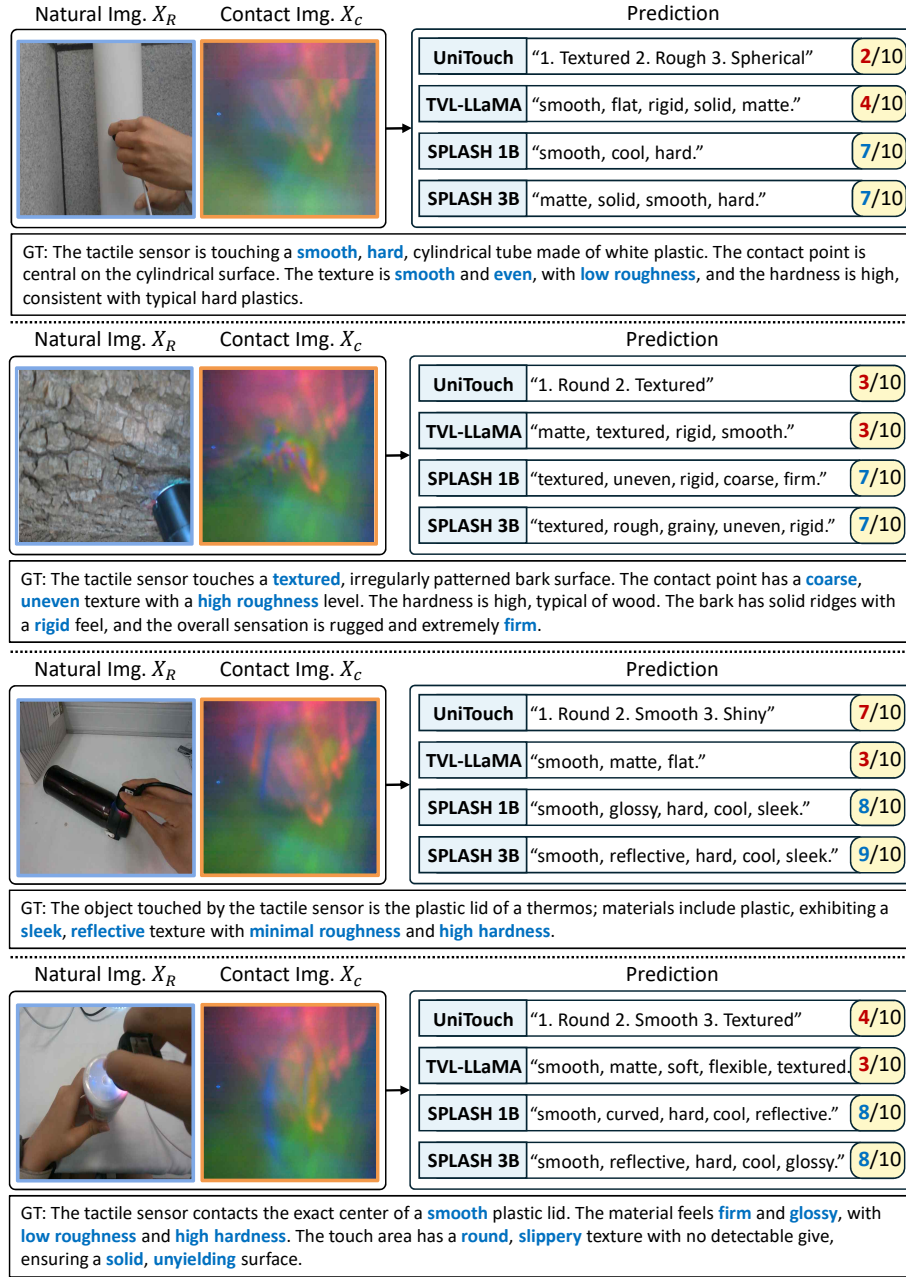 Natural Img. X_R Contact Img. X_c Prediction
UniTouch "1. Textured 2. Rough 3. Spherical" 2/10
TVL-LLaMA "smooth, flat, rigid, solid, matte." 4/10
SPLASH 1B "smooth, cool, hard." 7/10
SPLASH 3B "matte, solid, smooth, hard." 7/10
GT: The tactile sensor is touching a smooth, hard, cylindrical tube made of white plastic. The contact point is
central on the cylindrical surface. The texture is smooth and even, with low roughness, and the hardness is high,
consistent with typical hard plastics.
Natural Img. X_R Contact Img. X_c Prediction
UniTouch "1. Round 2. Textured" 3/10
TVL-LLaMA "matte, textured, rigid, smooth." 3/10
SPLASH 1B "textured, uneven, rigid, coarse, firm." 7/10
SPLASH 3B "textured, rough, grainy, uneven, rigid." 7/10
GT: The tactile sensor touches a textured, irregularly patterned bark surface. The contact point has a coarse,
uneven texture with a high roughness level. The hardness is high, typical of wood. The bark has solid ridges with
a rigid feel, and the overall sensation is rugged and extremely firm.
Natural Img. X_R Contact Img. X_c Prediction
UniTouch "1. Round 2. Smooth 3. Shiny" 7/10
TVL-LLaMA "smooth, matte, flat." 3/10
SPLASH 1B "smooth, glossy, hard, cool, sleek." 8/10
SPLASH 3B "smooth, reflective, hard, cool, sleek." 9/10
GT: The object touched by the tactile sensor is the plastic lid of a thermos; materials include plastic, exhibiting a
sleek, reflective texture with minimal roughness and high hardness.
Natural Img. X_R Contact Img. X_c Prediction
UniTouch "1. Round 2. Smooth 3. Textured" 4/10
TVL-LLaMA "smooth, matte, soft, flexible, textured. 3/10
SPLASH 1B "smooth, curved, hard, cool, reflective." 8/10
SPLASH 3B "smooth, reflective, hard, cool, glossy." 8/10
GT: The tactile sensor contacts the exact center of a smooth plastic lid. The material feels firm and glossy, with
low roughness and high hardness. The touch area has a round, slippery texture with no detectable give,
ensuring a solid, unyielding surface.